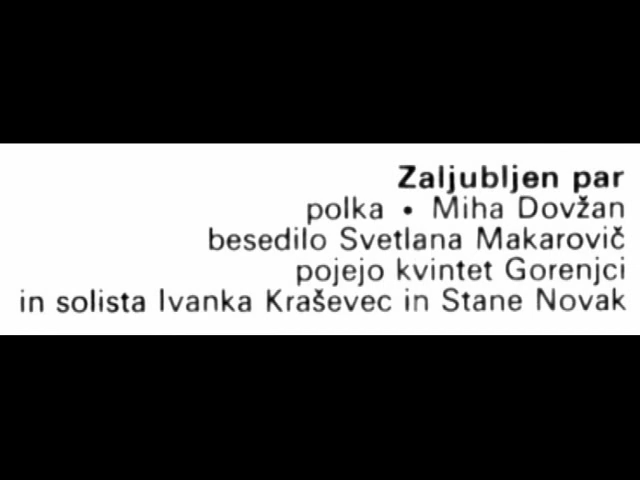 Zaljubljen par
polka • Miha Dovžan
besedilo Svetlana Makarovič
pojejo kvintet Gorenjci
in solista Ivanka Kraševec in Stane Novak